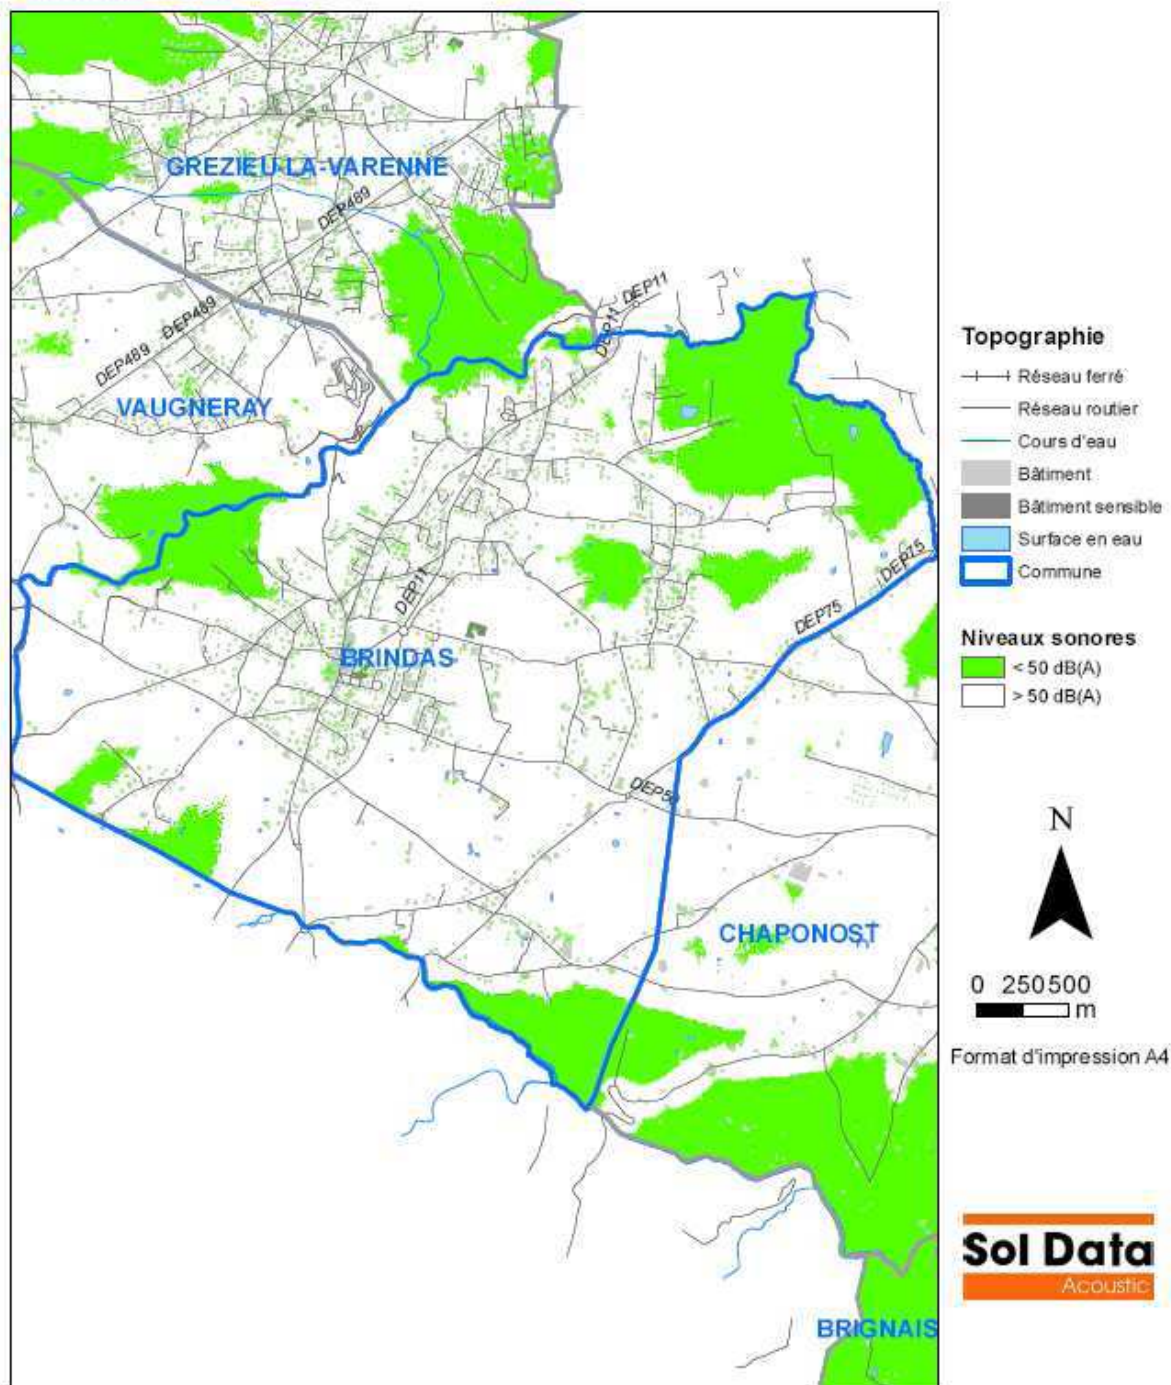 GREZIEU-LA-VARENNE
DEP489
DEP11
DEP11
DEP489
DEP489
VAUGNERAY
DEP75
DEP11
DEP75
BRINDAS
DEP50
CHAPONOST
BRIGNAIS
Topographie
Réseau ferré
Réseau routier
Cours d'eau
Bâtiment
Bâtiment sensible
Surface en eau
Commune
Niveaux sonores
< 50 dB(A)
> 50 dB(A)
N
0 250 500
m
Format d'impression A4
Sol Data
Acoustic